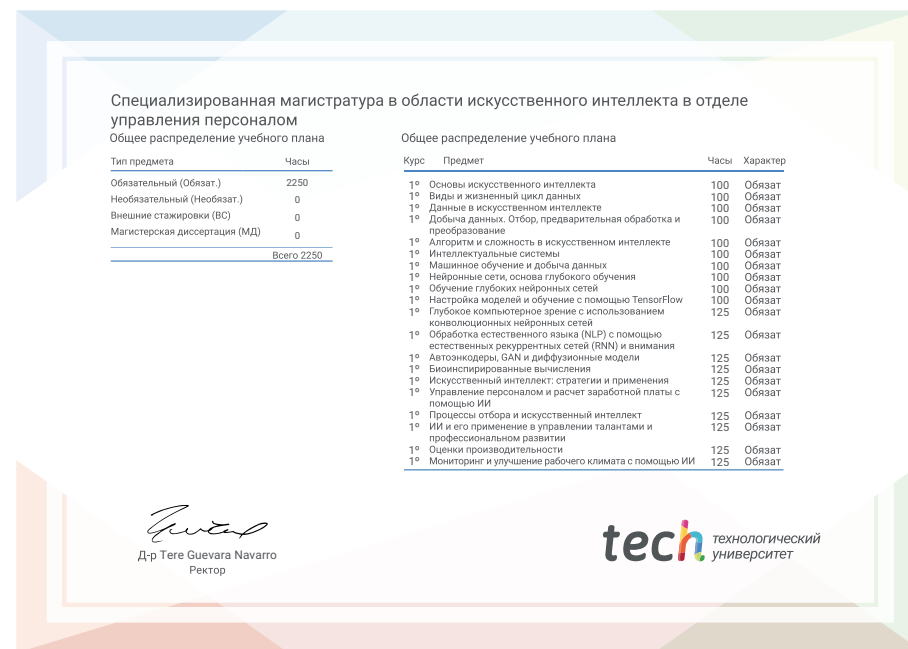 Специализированная магистратура в области искусственного интеллекта в отделе
управления персоналом
Общее распределение учебного плана
Тип предмета Часы
Обязательный (Обязат.) 2250
Необязательный (Необязат.) 0
Внешние стажировки (ВС) 0
Магистерская диссертация (МД) 0
Всего 2250
Общее распределение учебного плана
Курс Предмет Часы Характер
1º Основы искусственного интеллекта 100 Обязат
1º Виды и жизненный цикл данных 100 Обязат
1º Данные в искусственном интеллекте 100 Обязат
1º Добыча данных. Отбор, предварительная обработка и 100 Обязат
преобразование
1º Алгоритм и сложность в искусственном интеллекте 100 Обязат
1º Интеллектуальные системы 100 Обязат
1º Машинное обучение и добыча данных 100 Обязат
1º Нейронные сети, основа глубокого обучения 100 Обязат
1º Обучение глубоких нейронных сетей 100 Обязат
1º Настройка моделей и обучение с помощью TensorFlow 100 Обязат
1º Глубокое компьютерное зрение с использованием 125 Обязат
конволюционных нейронных сетей
1º Обработка естественного языка (NLP) с помощью 125 Обязат
естественных рекуррентных сетей (RNN) и внимания
1º Автоэнкодеры, GAN и диффузионные модели 125 Обязат
1º Биоинспирированные вычисления 125 Обязат
1º Искусственный интеллект: стратегии и применения 125 Обязат
1º Управление персоналом и расчет заработной платы с 125 Обязат
помощью ИИ
1º Процессы отбора и искусственный интеллект 125 Обязат
1º ИИ и его применение в управлении талантами и 125 Обязат
профессиональном развитии
1º Оценки производительности 125 Обязат
1º Мониторинг и улучшение рабочего климата с помощью ИИ 125 Обязат
Д-р Tere Guevara Navarro
Ректор
tech технологический
университет